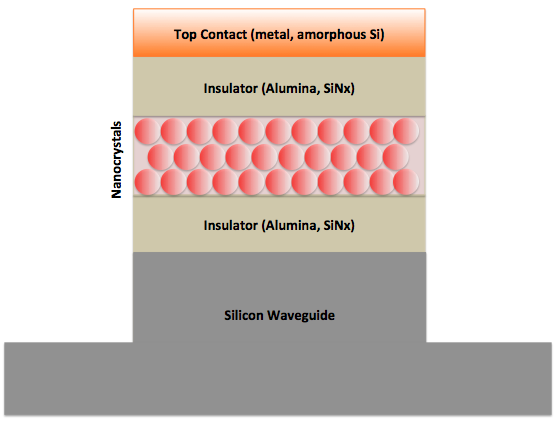 Top Contact (metal, amorphous Si)
Insulator (Alumina, SiNx)
Nanocrystals
Insulator (Alumina, SiNx)
Silicon Waveguide